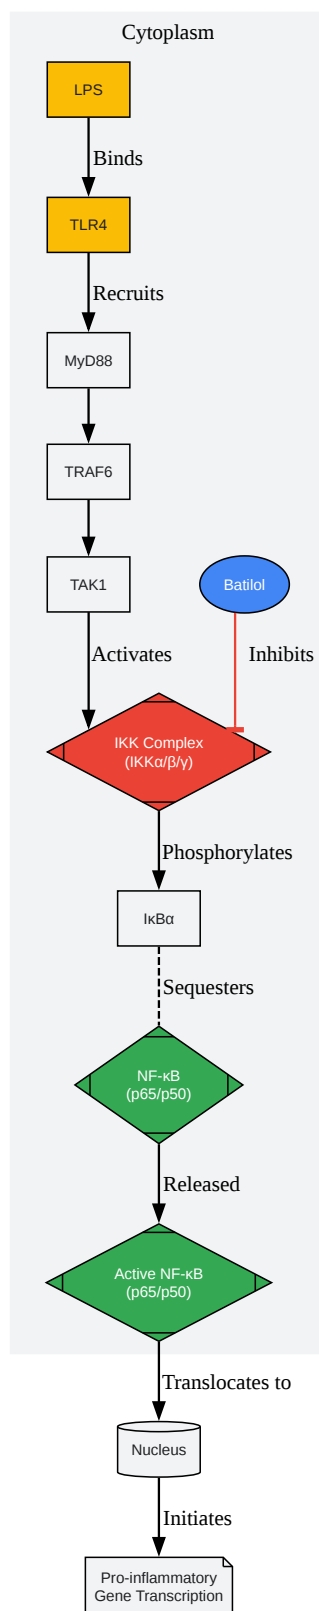 Cytoplasm
LPS
Binds
TLR4
Recruits
MyD88
TRAF6
TAK1
Batilol
Activates
Inhibits
IKK Complex
(IKKα/β/γ)
Phosphorylates
IκBα
Sequesters
NF-κB
(p65/p50)
Released
Active NF-κB
(p65/p50)
Translocates to
Nucleus
Initiates
Pro-inflammatory
Gene Transcription